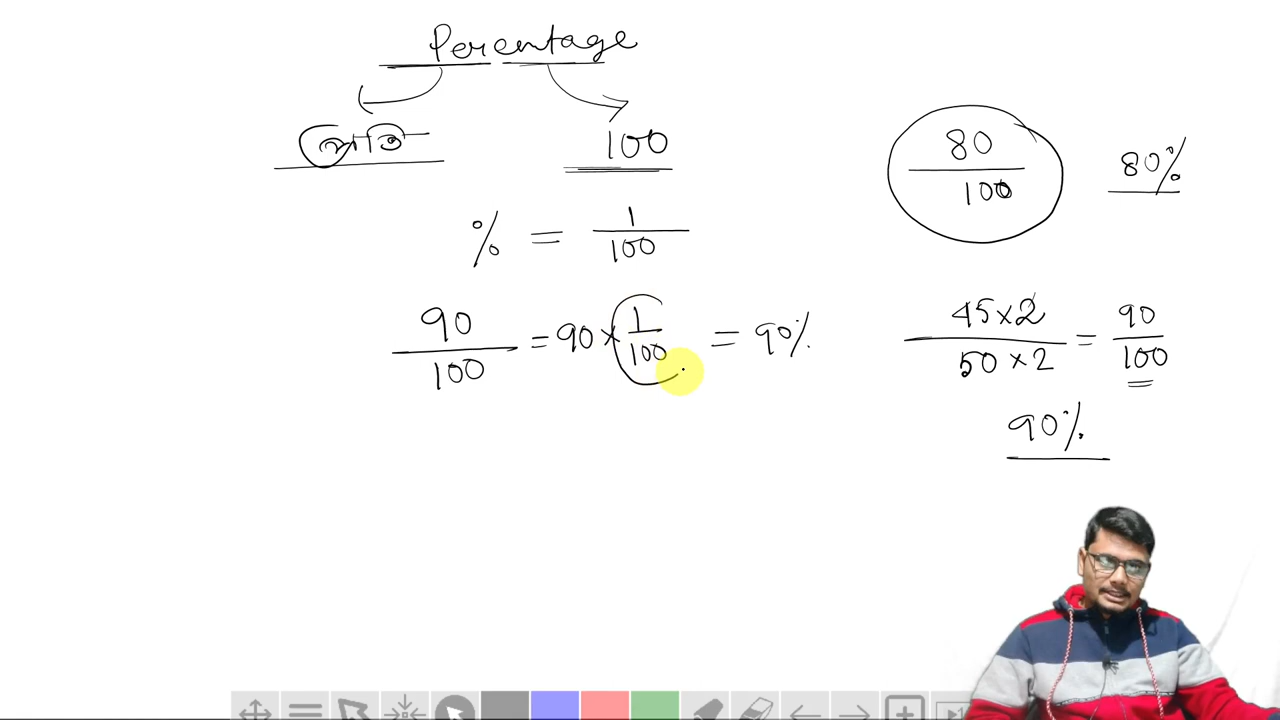 Percentage
প্রতি 100
% = 1/100
90/100 = 90 × 1/100 = 90%
80/100 80%
45×2/50×2 = 90/100
90%